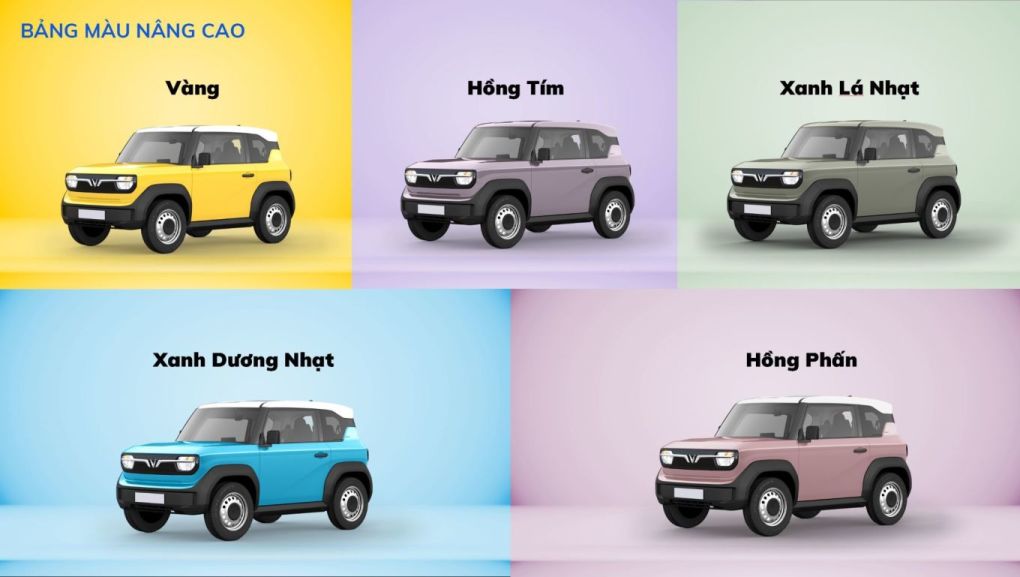 BẢNG MÀU NÂNG CAO
Vàng
Hồng Tím
Xanh Lá Nhạt
Xanh Dương Nhạt
Hồng Phấn